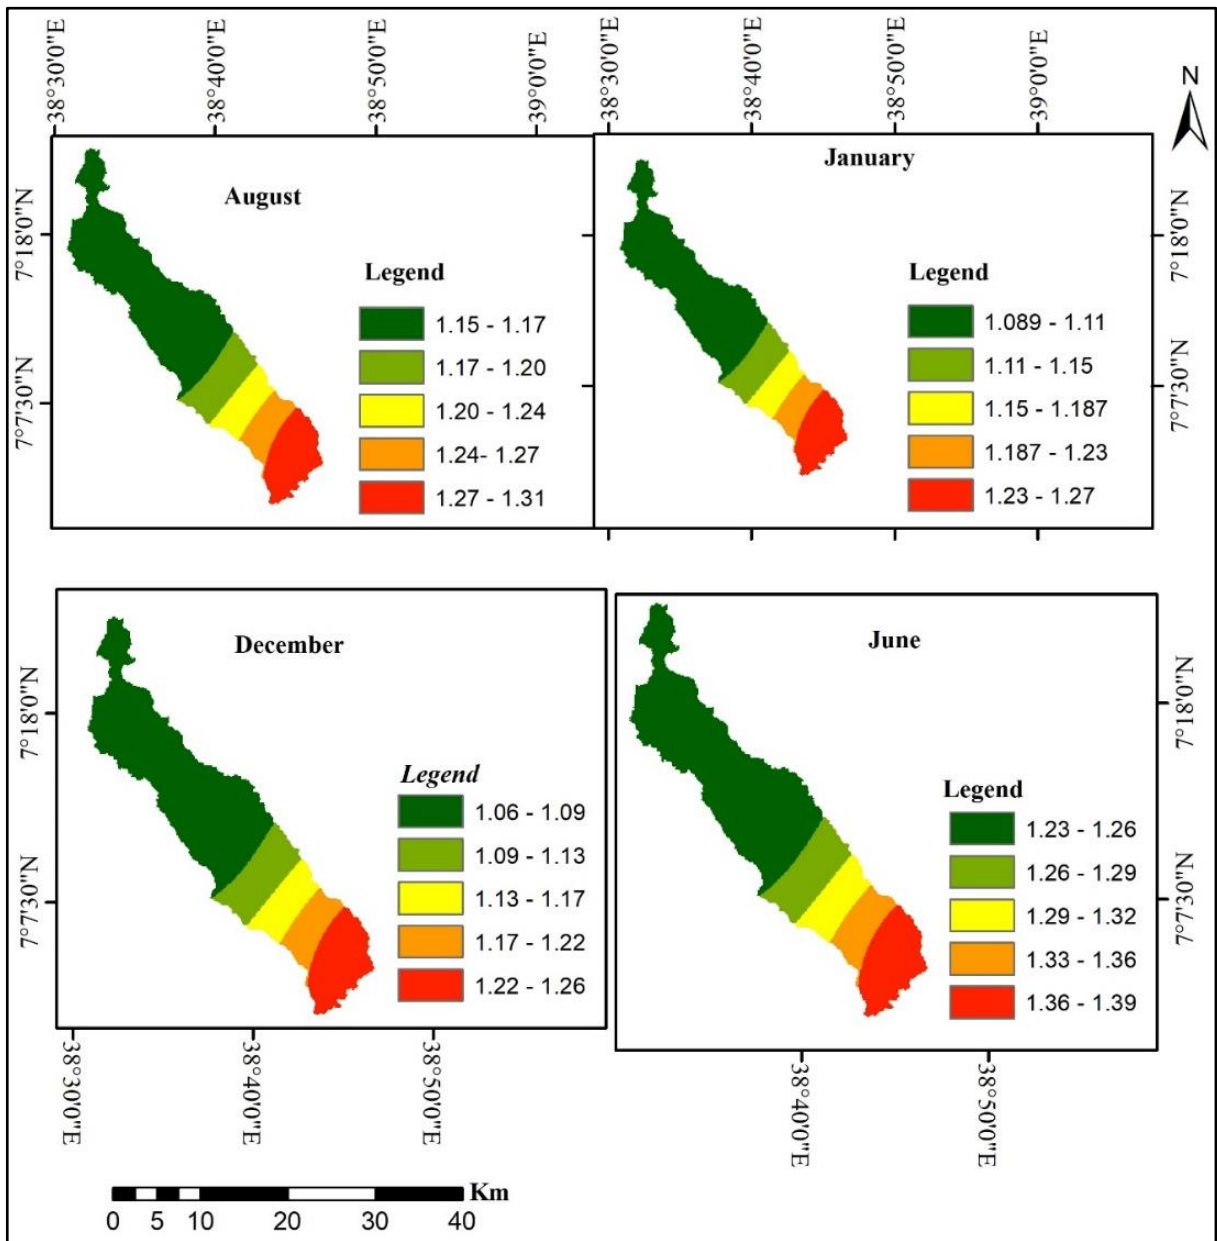 38°30'0"E
38°40'0"E
38°50'0"E
39°0'0"E
38°30'0"E
38°40'0"E
38°50'0"E
39°0'0"E
N
August
7°18'0"N
7°7'30"N
Legend
1.15 - 1.17
1.17 - 1.20
1.20 - 1.24
1.24- 1.27
1.27 - 1.31
January
Legend
1.089 - 1.11
1.11 - 1.15
1.15 - 1.187
1.187 - 1.23
1.23 - 1.27
7°18'0"N
7°7'30"N
December
7°18'0"N
7°7'30"N
Legend
1.06 - 1.09
1.09 - 1.13
1.13 - 1.17
1.17 - 1.22
1.22 - 1.26
38°30'0"E
38°40'0"E
38°50'0"E
June
Legend
1.23 - 1.26
1.26 - 1.29
1.29 - 1.32
1.33 - 1.36
1.36 - 1.39
7°18'0"N
7°7'30"N
38°40'0"E
38°50'0"E
Km
0 5 10 20 30 40